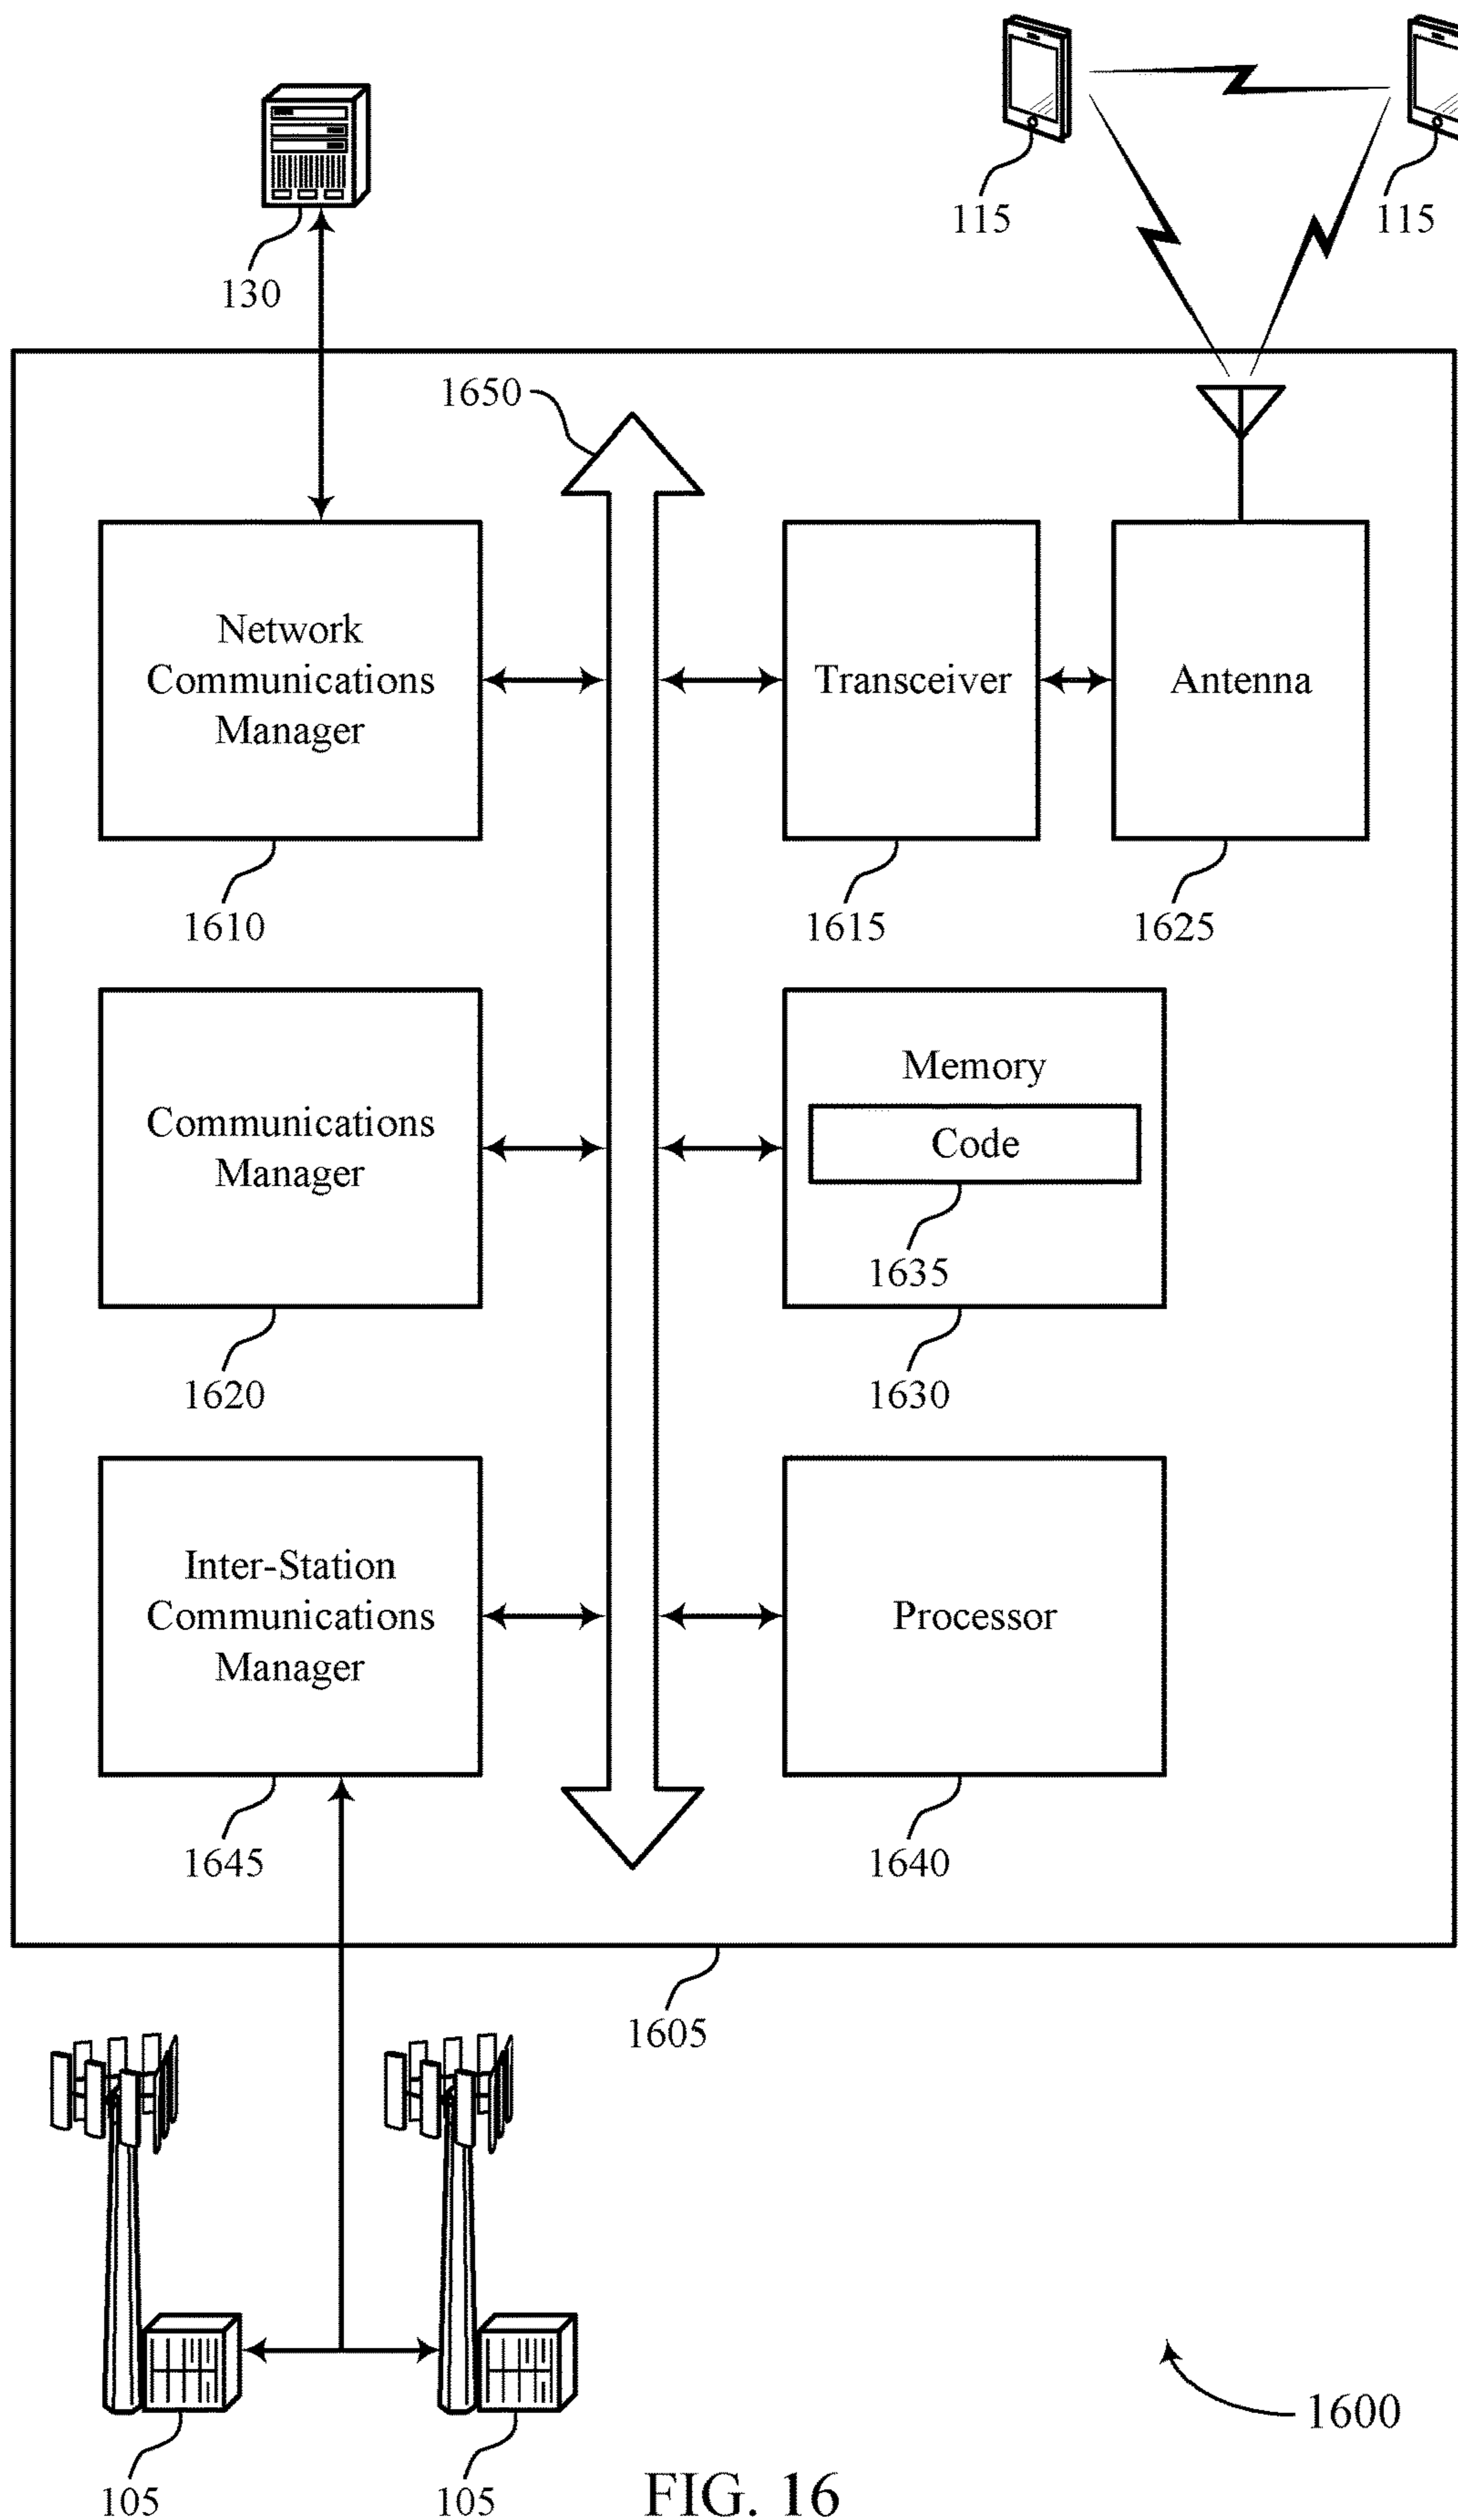 115
115
130
1650
Network
Communications
Manager
Transceiver
Antenna
1610
1615
1625
Communications
Manager
Memory
Code
1635
1620
1630
Inter-Station
Communications
Manager
Processor
1645
1640
1605
1600
105
105
FIG. 16